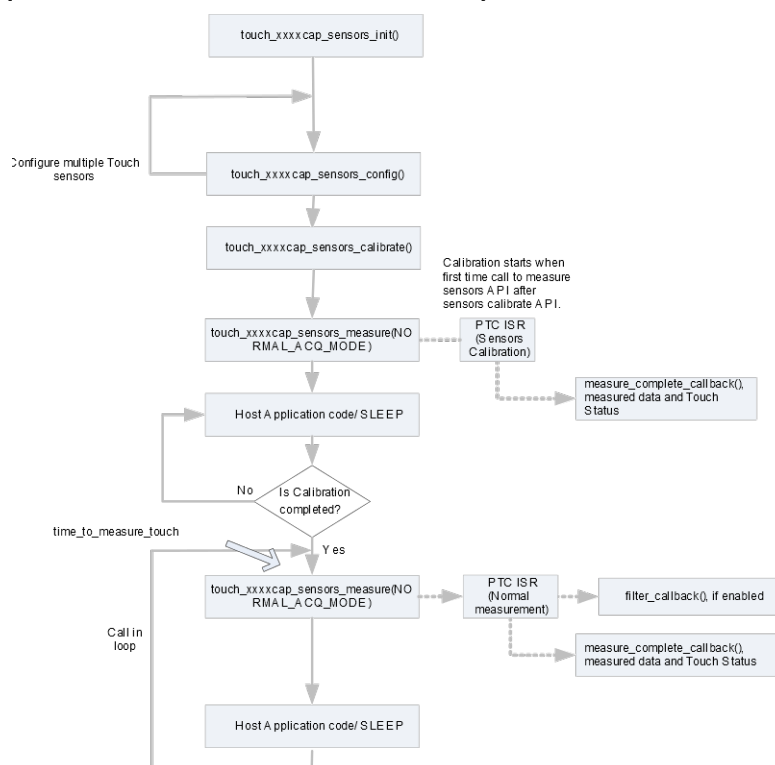 touch_xxxxcap_sensors_init()
Configure multiple Touch
sensors
touch_xxxxcap_sensors_config()
touch_xxxxcap_sensors_calibrate()
Calibration starts when
first time call to measure
sensors API after
sensors calibrate API.
touch_xxxxcap_sensors_measure(NO
RMAL_ACQ_MODE)
PTC ISR
(Sensors
Calibration)
measure_complete_callback(),
measured data and Touch
Status
Host Application code/ SLEEP
No
Is Calibration
completed?
time_to_measure_touch
Yes
touch_xxxxcap_sensors_measure(NO
RMAL_ACQ_MODE)
PTC ISR
(Normal
measurement)
filter_callback(), if enabled
Call in
loop
measure_complete_callback(),
measured data and Touch Status
Host Application code/ SLEEP